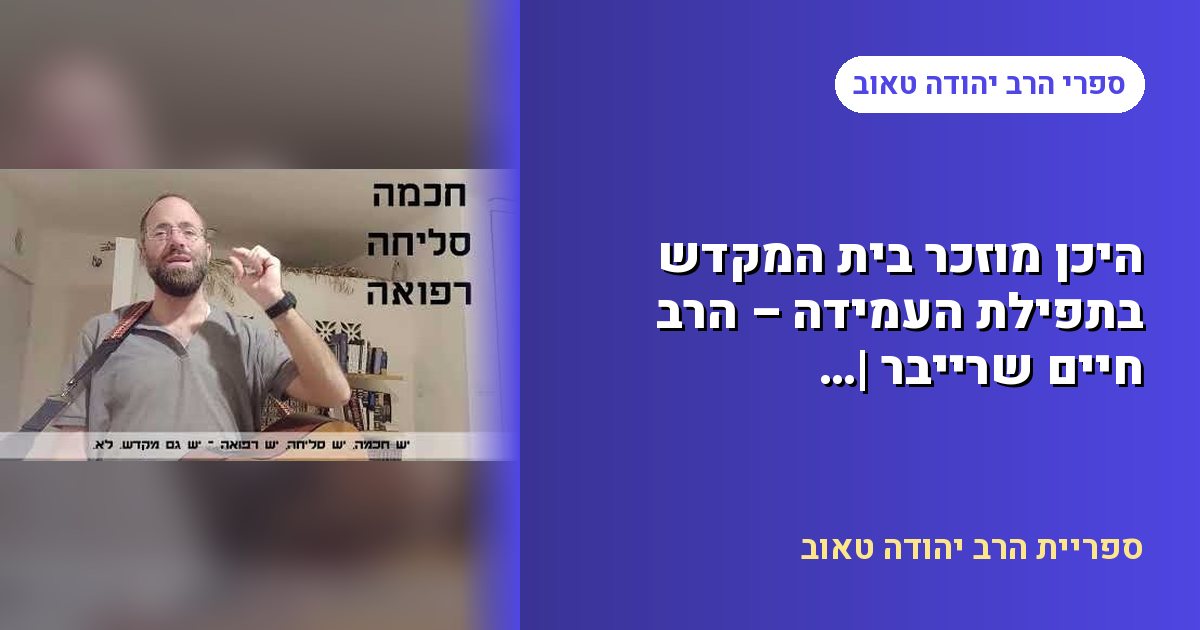 ספרי הרב יהודה טאוב
היכן מוזכר בית המקדש
בתפילת העמידה – הרב
חיים שרייבר |...
ספריית הרב יהודה טאוב
חכמה
סליחה
רפואה
יש חכמה, יש סליחה, יש רפואה - יש גם מקדש. לא.